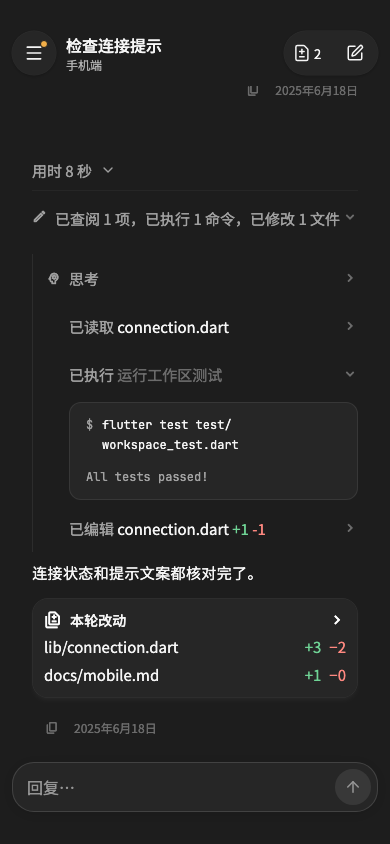 检查连接提示
手机端
2
2025年6月18日
用时 8 秒
已查阅 1 项，已执行 1 命令，已修改 1 文件
思考
已读取 connection.dart
已执行 运行工作区测试
$ flutter test test/
workspace_test.dart
All tests passed!
已编辑 connection.dart +1 -1
连接状态和提示文案都核对完了。
本轮改动
lib/connection.dart +3 −2
docs/mobile.md +1 −0
2025年6月18日
回复…